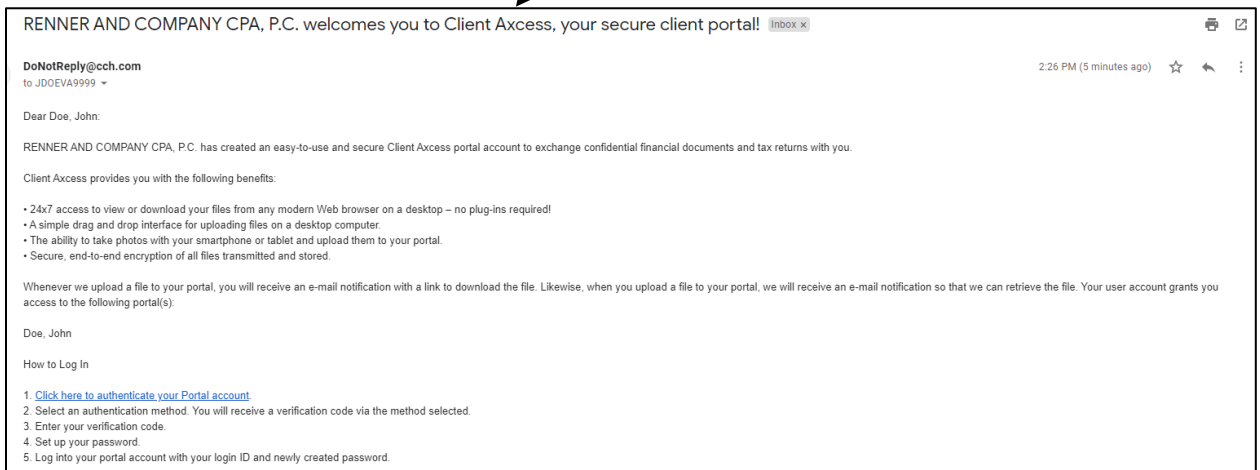 RENNER AND COMPANY CPA, P.C. welcomes you to Client Axcess, your secure client portal! Inbox x
DoNotReply@cch.com 2:26 PM (5 minutes ago)
to JDOEVA9999
Dear Doe, John:
RENNER AND COMPANY CPA, P.C. has created an easy-to-use and secure Client Axcess portal account to exchange confidential financial documents and tax returns with you.
Client Axcess provides you with the following benefits:
• 24x7 access to view or download your files from any modern Web browser on a desktop – no plug-ins required!
• A simple drag and drop interface for uploading files on a desktop computer.
• The ability to take photos with your smartphone or tablet and upload them to your portal.
• Secure, end-to-end encryption of all files transmitted and stored.
Whenever we upload a file to your portal, you will receive an e-mail notification with a link to download the file. Likewise, when you upload a file to your portal, we will receive an e-mail notification so that we can retrieve the file. Your user account grants you
access to the following portal(s):
Doe, John
How to Log In
1. Click here to authenticate your Portal account.
2. Select an authentication method. You will receive a verification code via the method selected.
3. Enter your verification code.
4. Set up your password.
5. Log into your portal account with your login ID and newly created password.